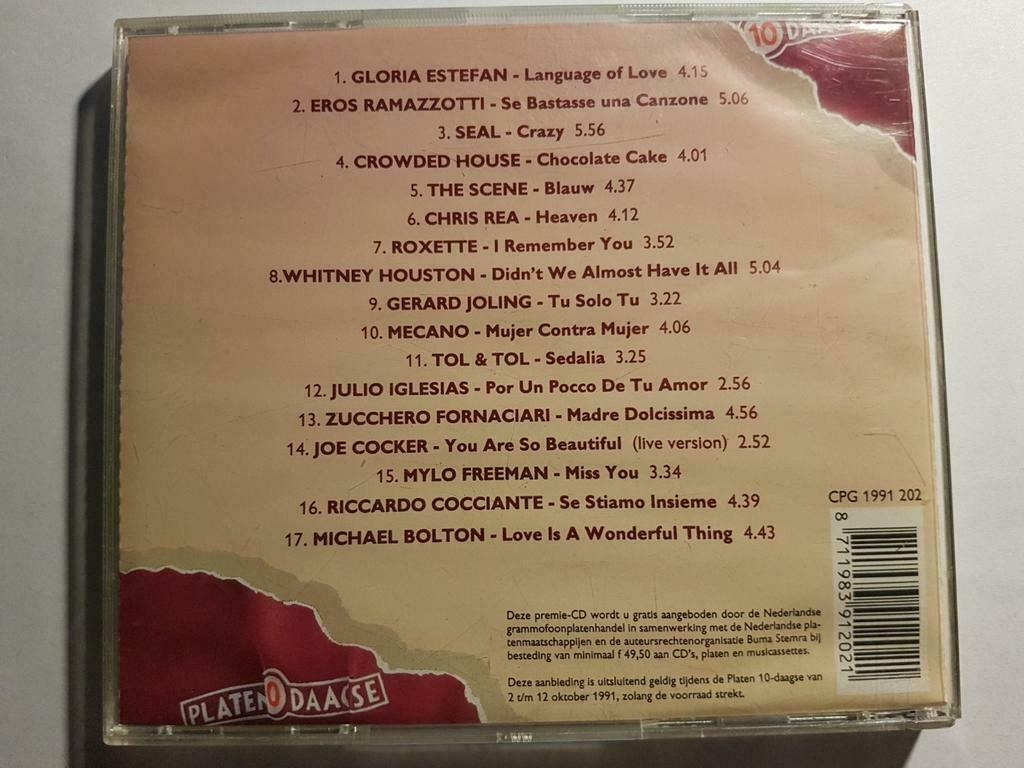 10 DAA
1. GLORIA ESTEFAN - Language of Love 4.15
2. EROS RAMAZZOTTI - Se Bastasse una Canzone 5.06
3. SEAL - Crazy 5.56
4. CROWDED HOUSE - Chocolate Cake 4.01
5. THE SCENE - Blauw 4.37
6. CHRIS REA - Heaven 4.12
7. ROXETTE - I Remember You 3.52
8.WHITNEY HOUSTON - Didn't We Almost Have It All 5.04
9. GERARD JOLING - Tu Solo Tu 3.22
10. MECANO - Mujer Contra Mujer 4.06
11. TOL & TOL - Sedalia 3.25
12. JULIO IGLESIAS - Por Un Pocco De Tu Amor 2.56
13. ZUCCHERO FORNACIARI - Madre Dolcissima 4.56
14. JOE COCKER - You Are So Beautiful (live version) 2.52
15. MYLO FREEMAN - Miss You 3.34
16. RICCARDO COCCIANTE - Se Stiamo Insieme 4.39
17. MICHAEL BOLTON - Love Is A Wonderful Thing 4.43
CPG 1991 202
8 711983 912021
Deze premie-CD wordt u gratis aangeboden door de Nederlandse
grammofoonplatenhandel in samenwerking met de Nederlandse pla-
tenmaatschappijen en de auteursrechtenorganisatie Buma Stemra bij
besteding van minimaal f 49,50 aan CD's, platen en musicassettes.
Deze aanbieding is uitsluitend geldig tijdens de Platen 10-daagse van
2 t/m 12 oktober 1991, zolang de voorraad strekt.
PLATEN 10 DAAGSE